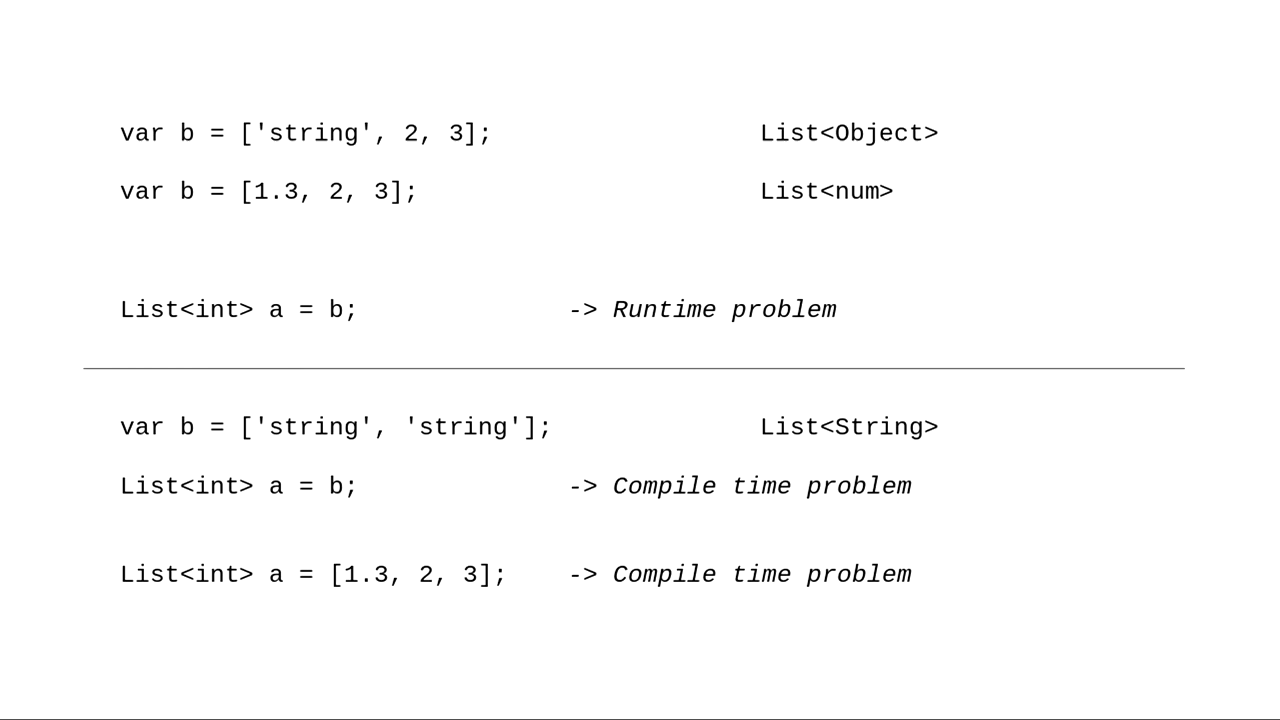 var b = ['string', 2, 3]; List<Object>
var b = [1.3, 2, 3]; List<num>
List<int> a = b; -> Runtime problem
var b = ['string', 'string']; List<String>
List<int> a = b; -> Compile time problem
List<int> a = [1.3, 2, 3]; -> Compile time problem